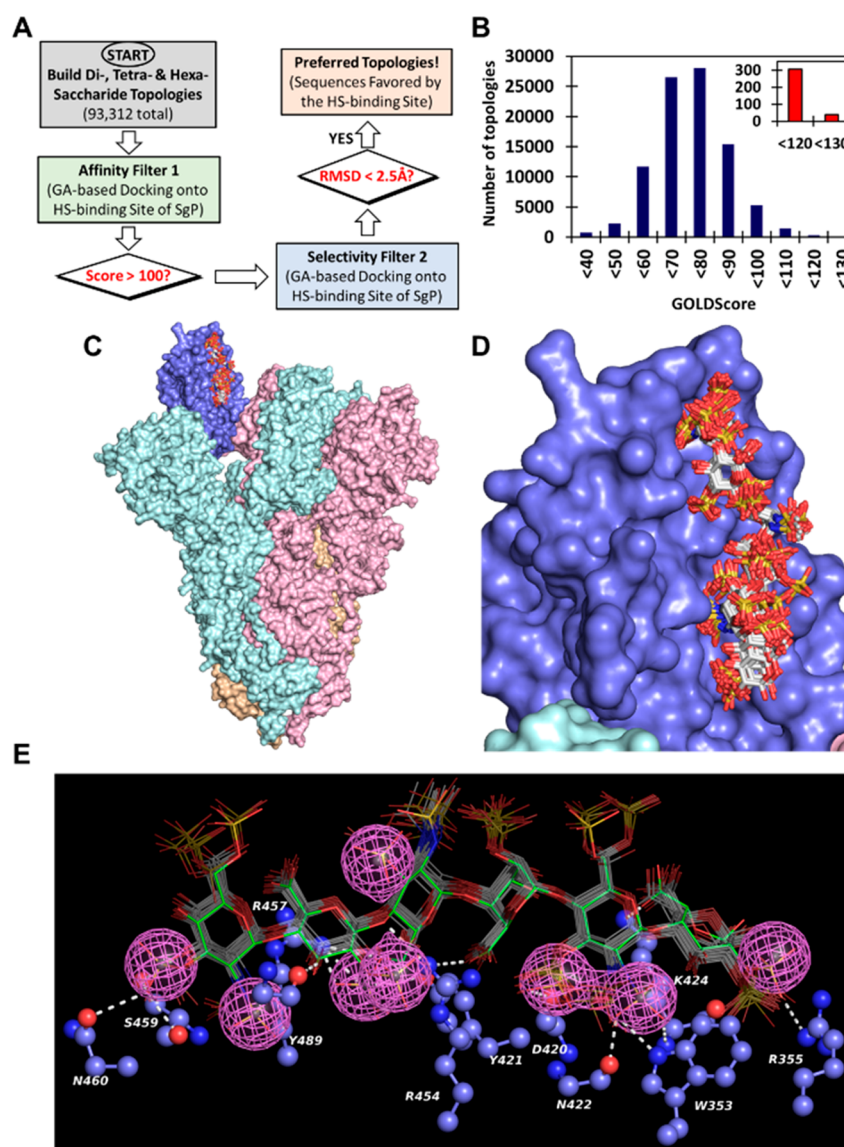 A
START
Build Di-, Tetra- & Hexa-
Saccharide Topologies
(93,312 total)
Affinity Filter 1
(GA-based Docking onto
HS-binding Site of SgP)
Score > 100?
Preferred Topologies!
(Sequences Favored by
the HS-binding Site)
YES
RMSD < 2.5Å?
Selectivity Filter 2
(GA-based Docking onto
HS-binding Site of SgP)
B
Number of topologies
30000
25000
20000
15000
10000
5000
0
<40
<50
<60
<70
<80
<90
<100
<110
<120
<130
GOLDScore
300
200
100
0
<120
<130
C
D
E
R457
S459
N460
Y489
R454
Y421
D420
N422
K424
W353
R355